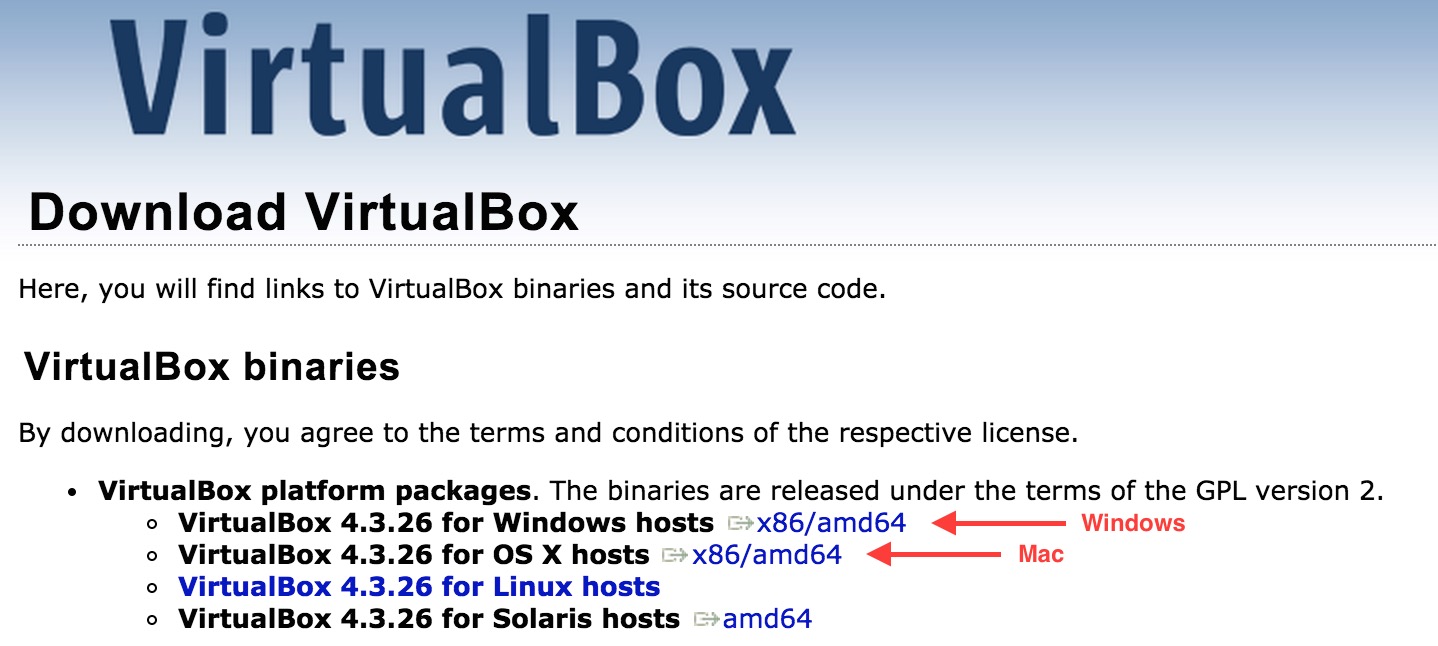 VirtualBox
Download VirtualBox
Here, you will find links to VirtualBox binaries and its source code.
VirtualBox binaries
By downloading, you agree to the terms and conditions of the respective license.
• VirtualBox platform packages. The binaries are released under the terms of the GPL version 2.
VirtualBox 4.3.26 for Windows hosts x86/amd64 Windows
VirtualBox 4.3.26 for OS X hosts x86/amd64 Mac
VirtualBox 4.3.26 for Linux hosts
VirtualBox 4.3.26 for Solaris hosts amd64